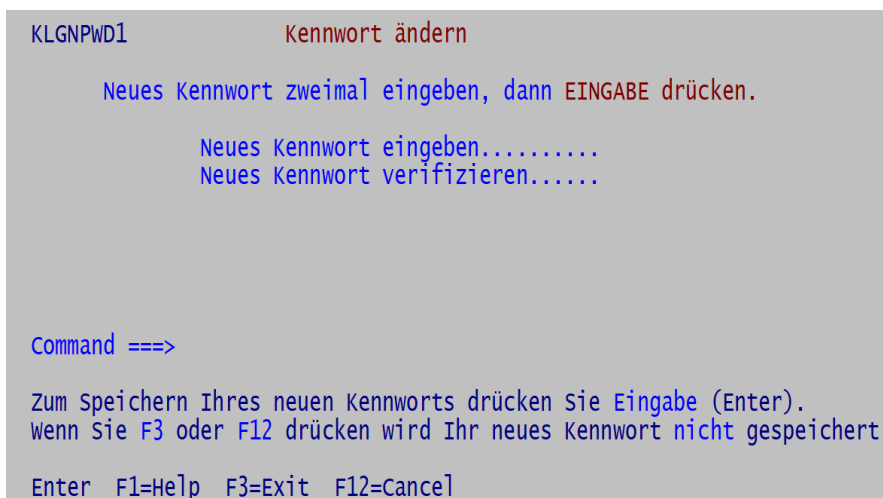 KLGNPWD1 Kennwort ändern
Neues Kennwort zweimal eingeben, dann EINGABE drücken.
Neues Kennwort eingeben..........
Neues Kennwort verifizieren......
Command ===>
Zum Speichern Ihres neuen Kennworts drücken Sie Eingabe (Enter).
Wenn Sie F3 oder F12 drücken wird Ihr neues Kennwort nicht gespeichert
Enter F1=Help F3=Exit F12=Cancel